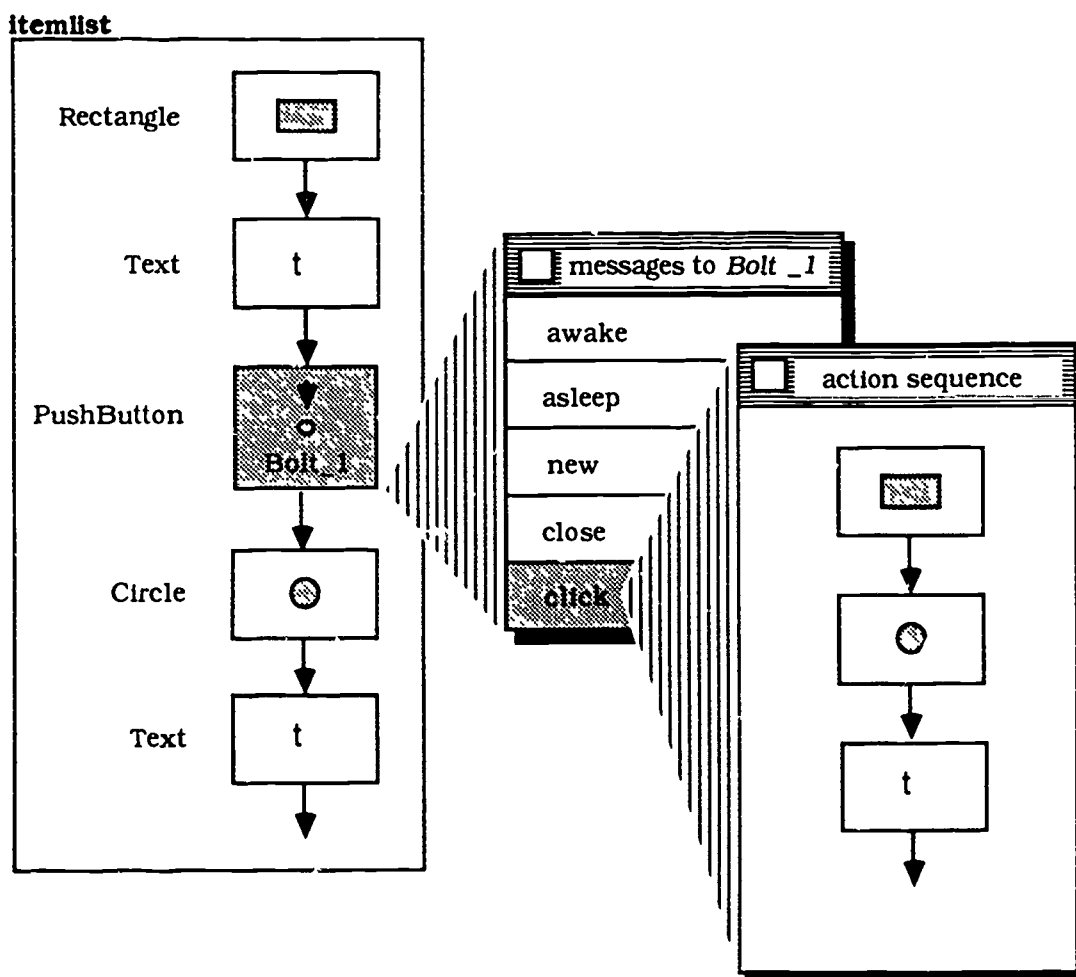 itemlist
Rectangle
Text
t
PushButton
Bolt_1
Circle
Text
t
messages to Bolt _1
awake
asleep
new
close
click
action sequence
t